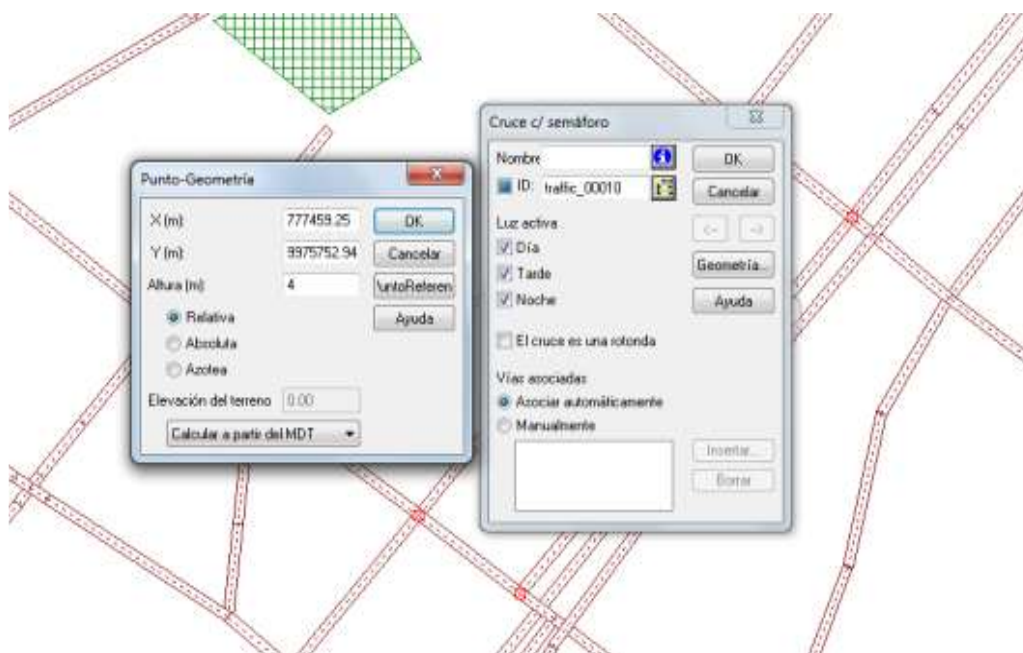 Punto-Geometría
X (m):
777459.25
OK
Y (m):
9975752.94
Cancelar
Altura (m):
4
'untoReferen
Relativa
Ayuda
Absoluta
Azotea
Elevación del terreno
0.00
Calcular a partir del MDT
Cruce c/ semáforo
Nombre
OK
ID:
traffic_00010
Cancelar
Luz activa
<-
->
Día
Geometría...
Tarde
Noche
Ayuda
El cruce es una rotonda
Vías asociadas
Asociar automáticamente
Manualmente
Insertar...
Borrar